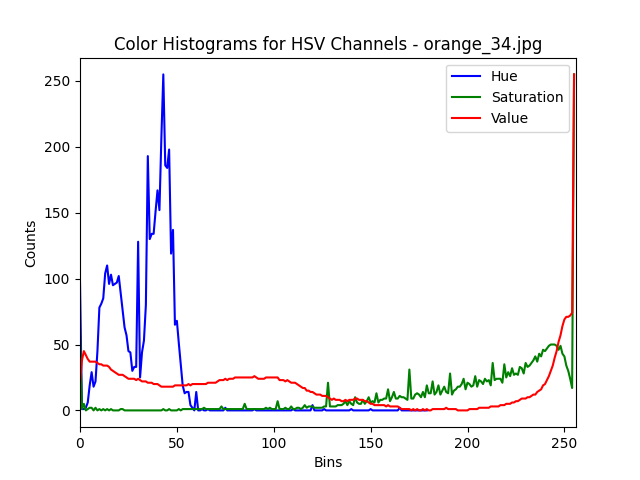 Color Histograms for HSV Channels - orange_34.jpg
Hue
Saturation
Value
Counts
250
200
150
100
50
0
0 50 100 150 200 250
Bins